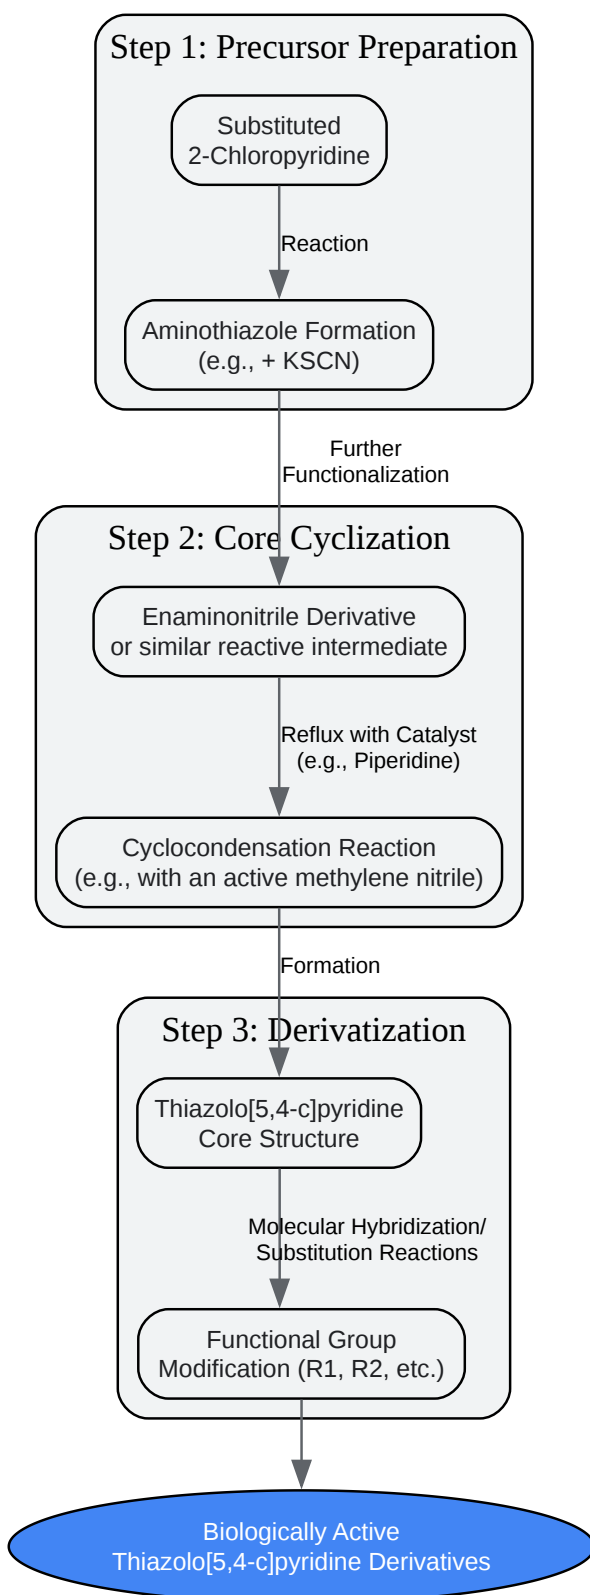 Step 1: Precursor Preparation
Substituted
2-Chloropyridine
Reaction
Aminothiazole Formation
(e.g., + KSCN)
Further
Functionalization
Step 2: Core Cyclization
Enaminonitrile Derivative
or similar reactive intermediate
Reflux with Catalyst
(e.g., Piperidine)
Cyclocondensation Reaction
(e.g., with an active methylene nitrile)
Formation
Step 3: Derivatization
Thiazolo[5,4-c]pyridine
Core Structure
Molecular Hybridization/
Substitution Reactions
Functional Group
Modification (R1, R2, etc.)
Biologically Active
Thiazolo[5,4-c]pyridine Derivatives